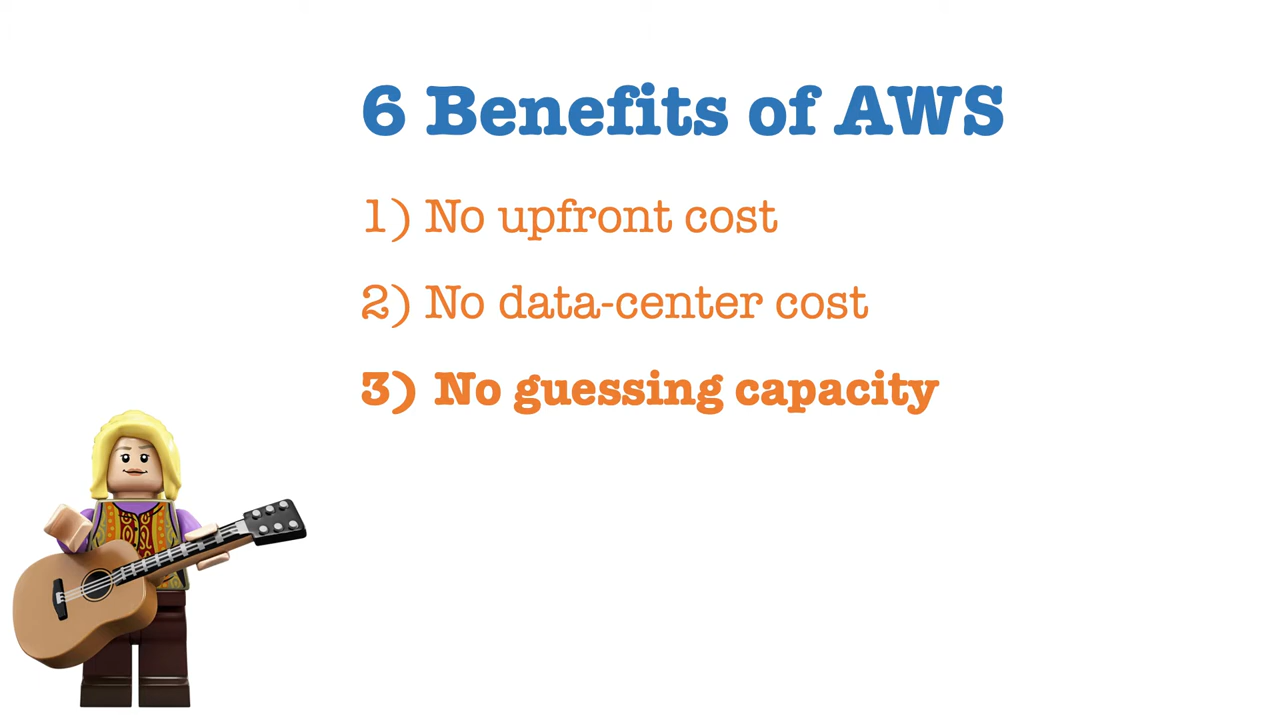 6 Benefits of AWS
1) No upfront cost
2) No data-center cost
3) No guessing capacity